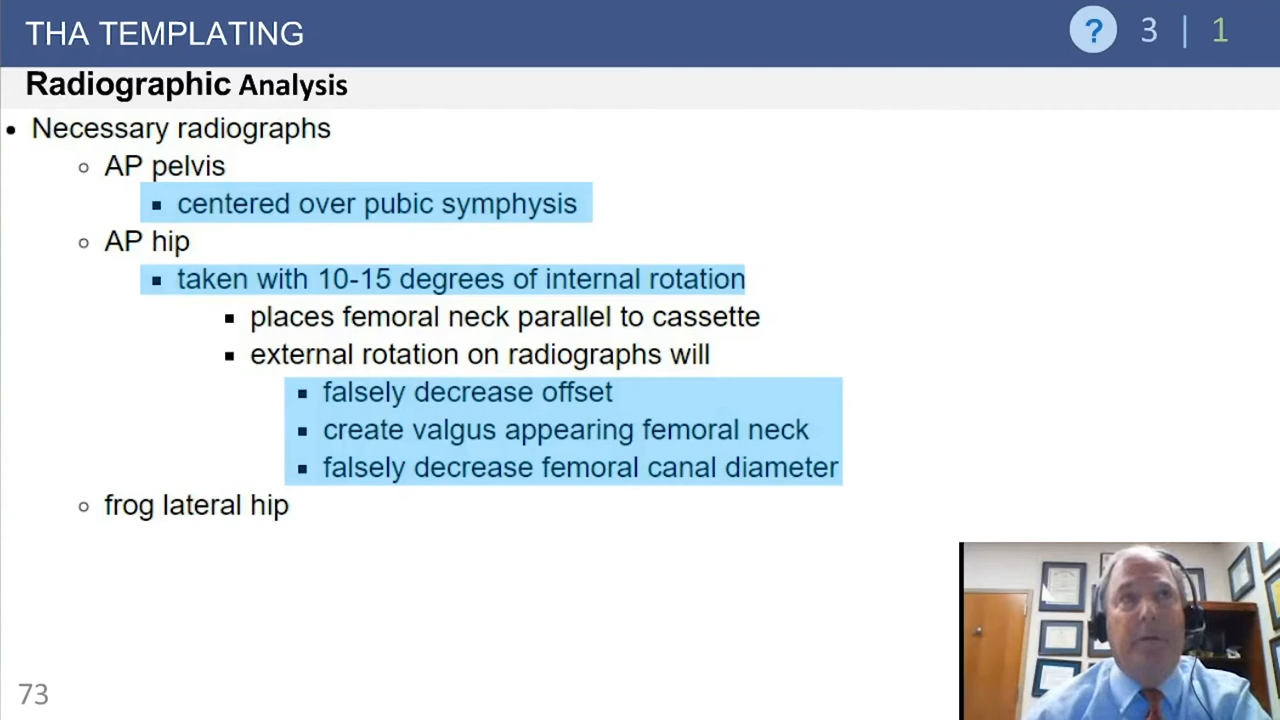 THA TEMPLATING
? 3 | 1
Radiographic Analysis
• Necessary radiographs
○ AP pelvis
▪ centered over pubic symphysis
○ AP hip
▪ taken with 10-15 degrees of internal rotation
▪ places femoral neck parallel to cassette
▪ external rotation on radiographs will
▪ falsely decrease offset
▪ create valgus appearing femoral neck
▪ falsely decrease femoral canal diameter
○ frog lateral hip
73